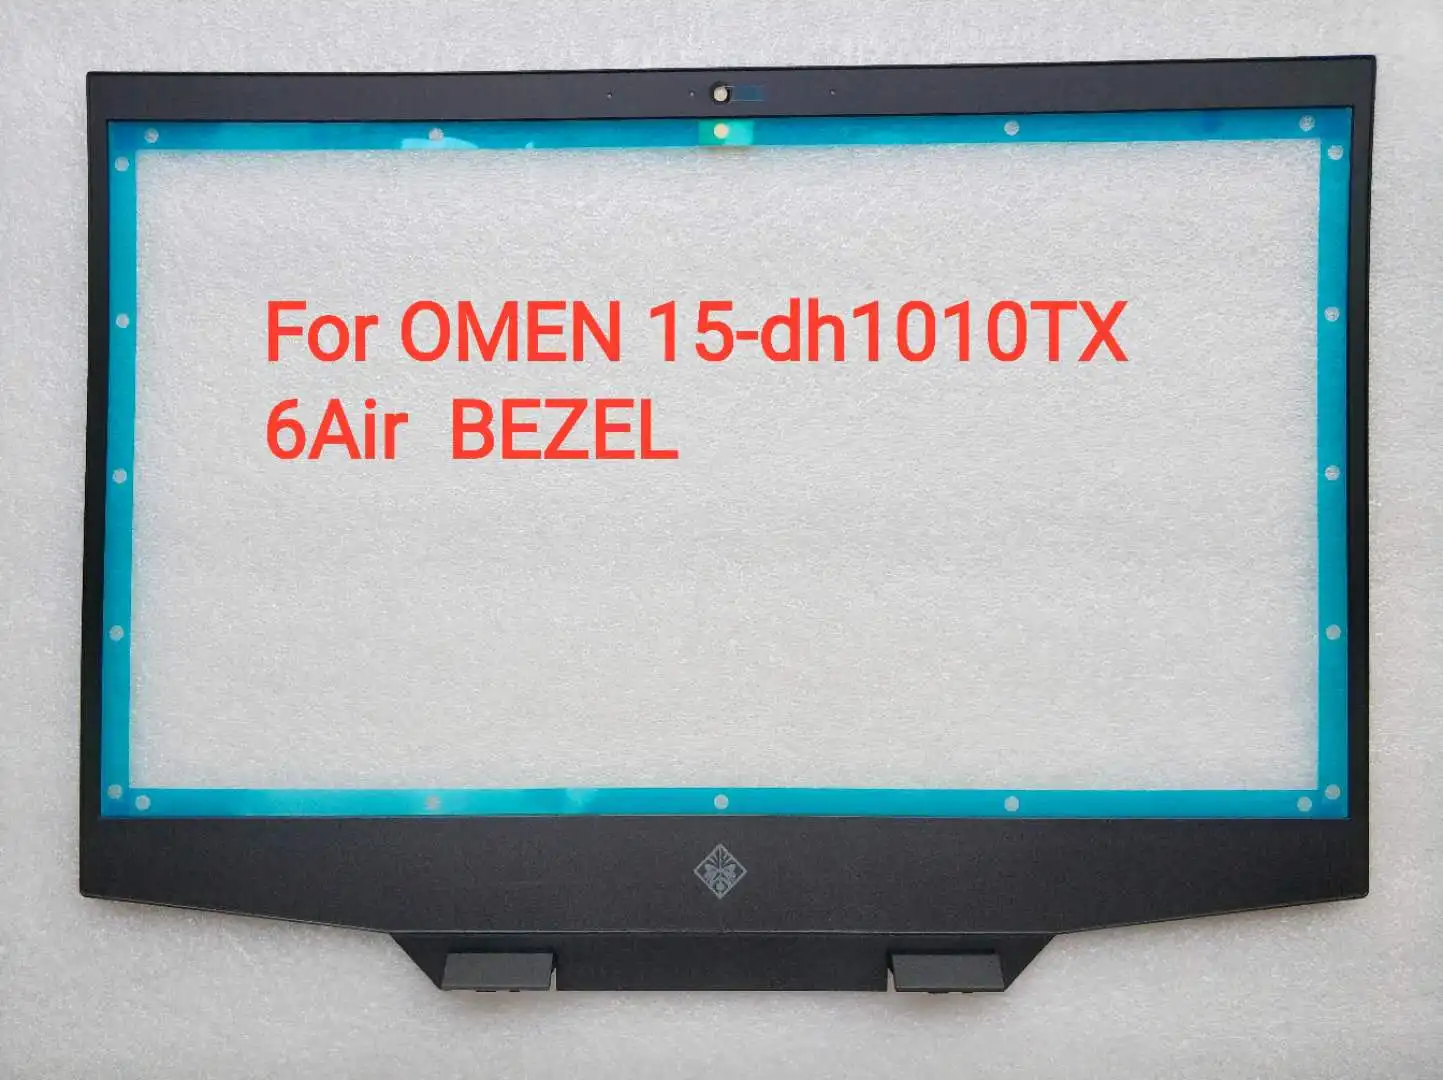 For OMEN 15-dh1010TX
6Air BEZEL